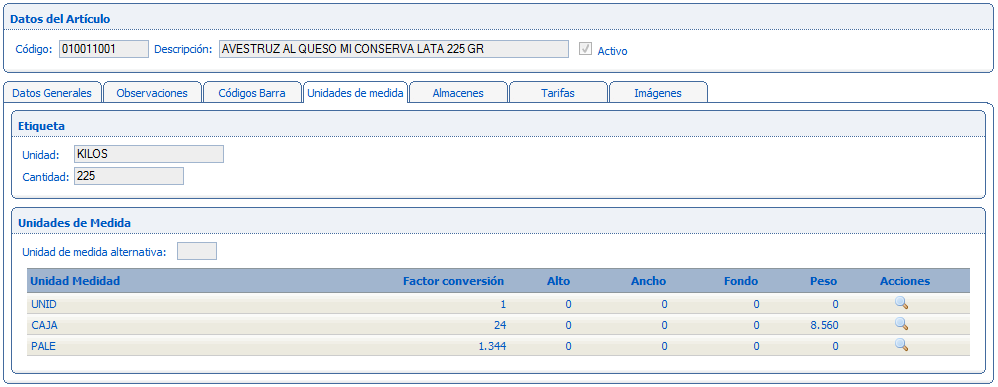 Datos del Artículo
Código: 010011001 Descripción: AVESTRUZ AL QUESO MI CONSERVA LATA 225 GR Activo
Datos Generales Observaciones Códigos Barra Unidades de medida Almacenes Tarifas Imágenes
Etiqueta
Unidad: KILOS
Cantidad: 225
Unidades de Medida
Unidad de medida alternativa:
Unidad Medidad Factor conversión Alto Ancho Fondo Peso Acciones
UNID 1 0 0 0 0
CAJA 24 0 0 0 8.560
PALE 1.344 0 0 0 0